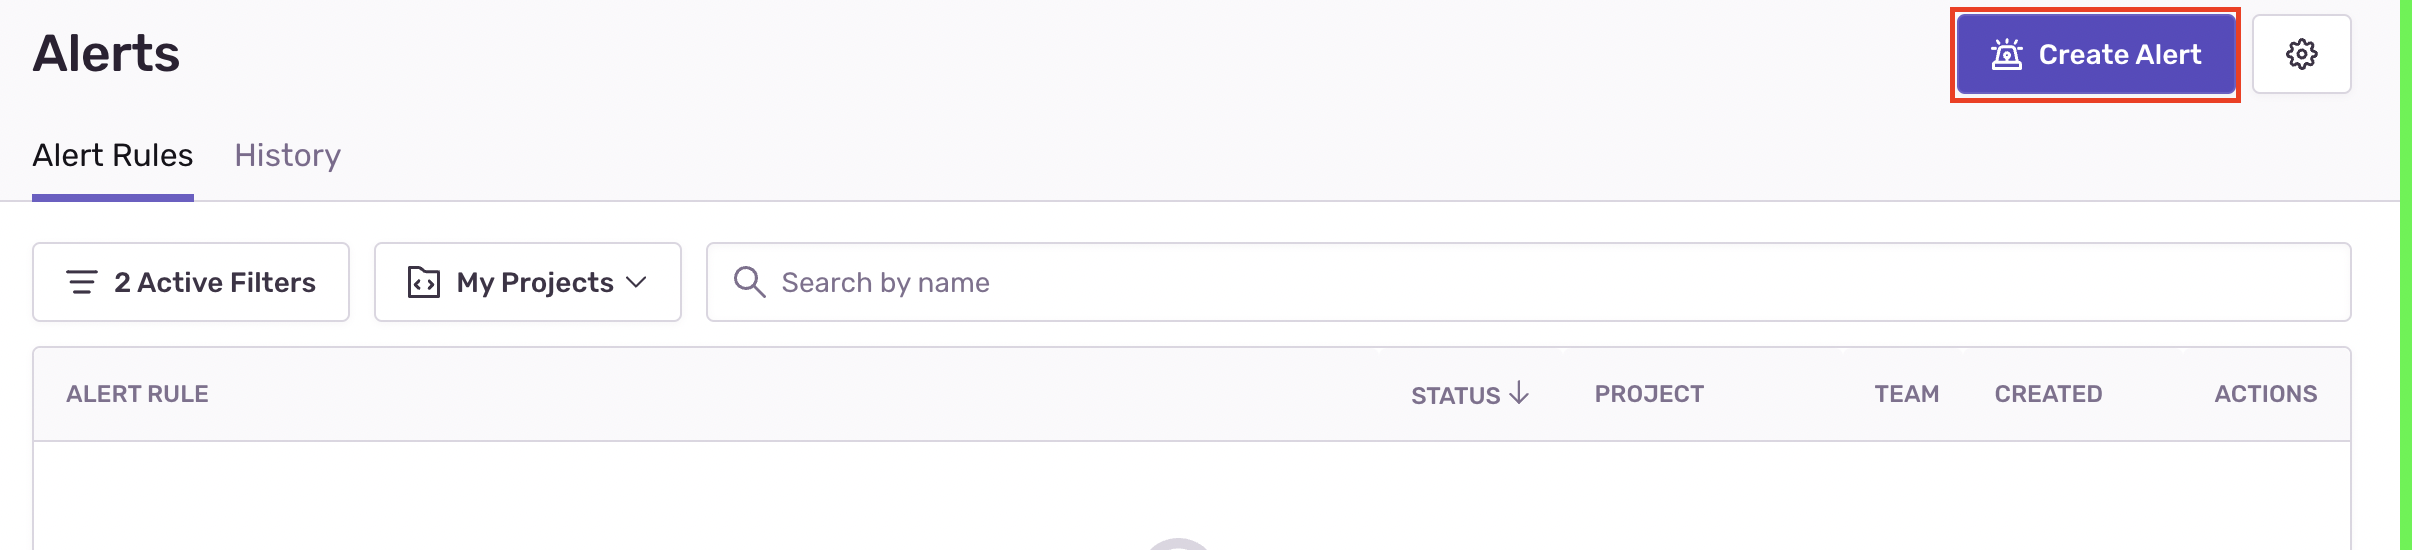 Alerts
Create Alert
Alert Rules
History
2 Active Filters
My Projects
Search by name
ALERT RULE
STATUS
PROJECT
TEAM
CREATED
ACTIONS